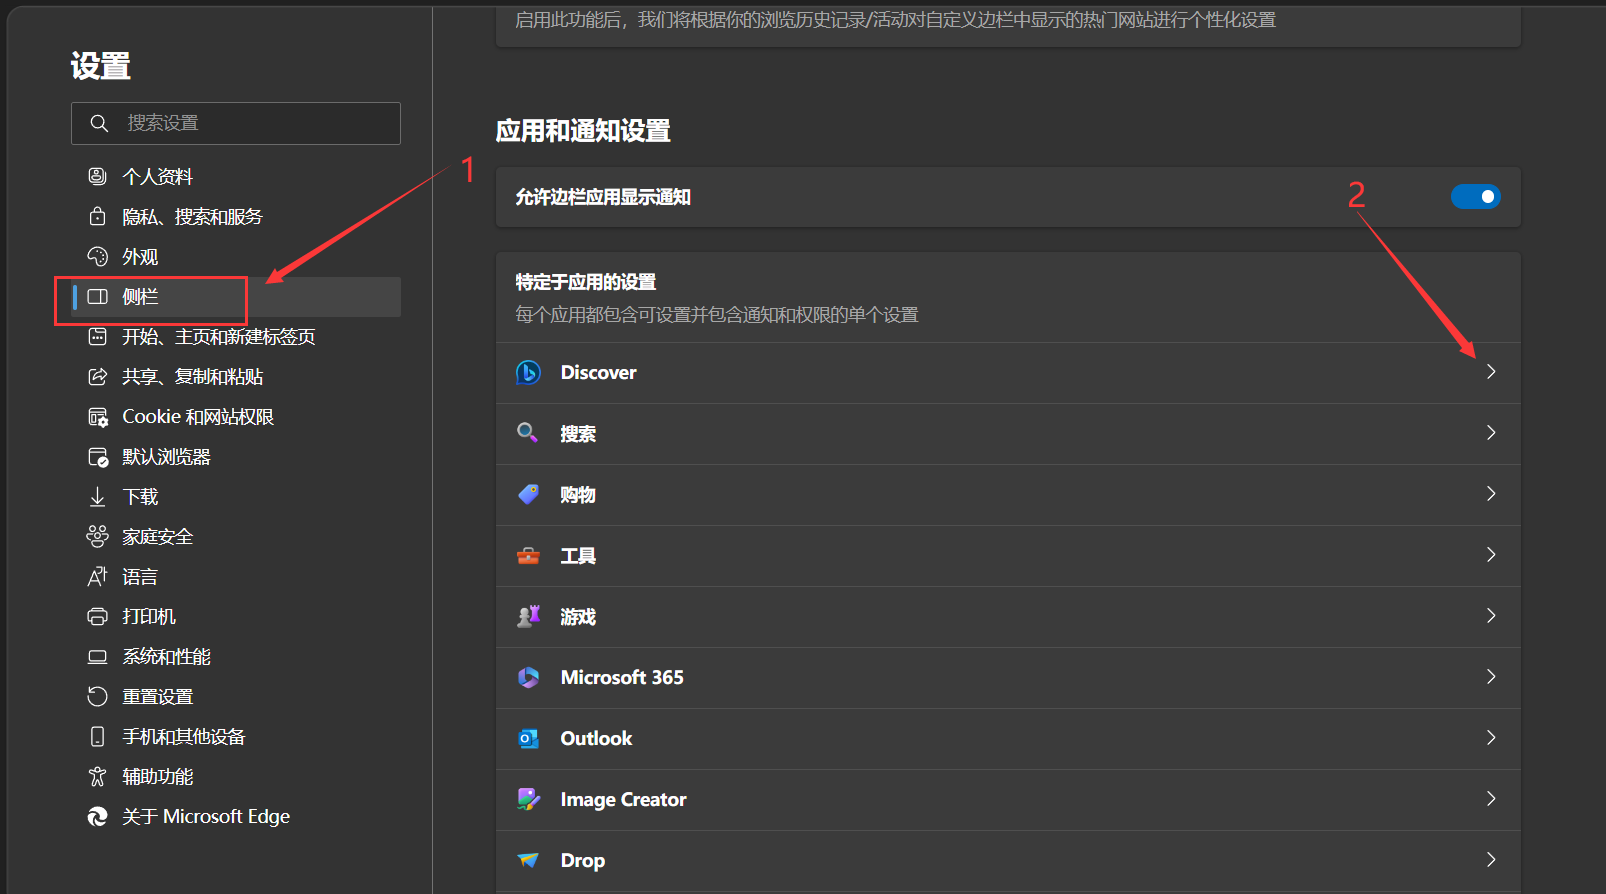 启用此功能后，我们将根据你的浏览历史记录/活动对自定义边栏中显示的热门网站进行个性化设置
设置
搜索设置
个人资料
隐私、搜索和服务
外观
侧栏
开始、主页和新建标签页
共享、复制和粘贴
Cookie 和网站权限
默认浏览器
下载
家庭安全
语言
打印机
系统和性能
重置设置
手机和其他设备
辅助功能
关于 Microsoft Edge
1
应用和通知设置
允许边栏应用显示通知
2
特定于应用的设置
每个应用都包含可设置并包含通知和权限的单个设置
Discover
搜索
购物
工具
游戏
Microsoft 365
Outlook
Image Creator
Drop